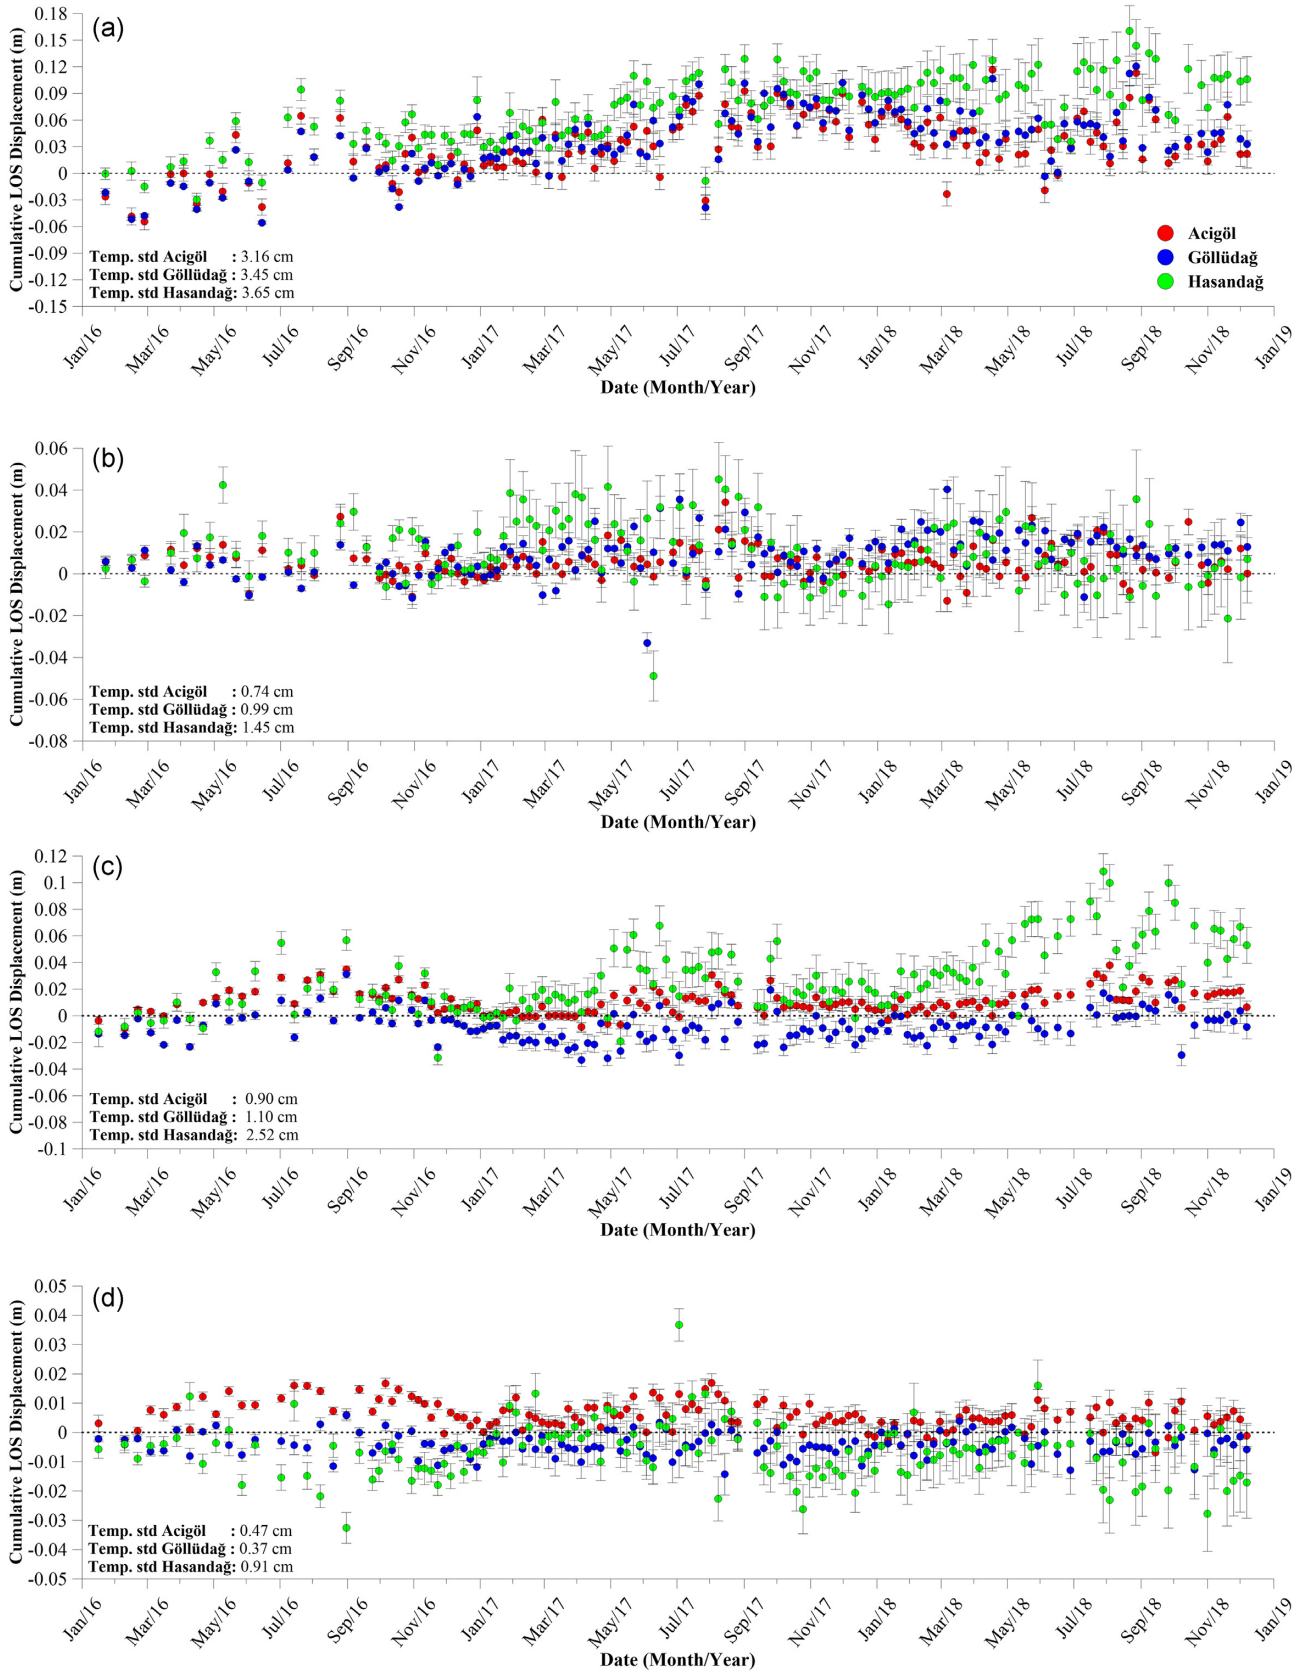 (a)
Cumulative LOS Displacement (m)
0.18
0.15
0.12
0.09
0.06
0.03
0
-0.03
-0.06
-0.09
-0.12
-0.15
Acigöl
Göllüdağ
Hasandağ
Temp. std Acigöl : 3.16 cm
Temp. std Göllüdağ : 3.45 cm
Temp. std Hasandağ: 3.65 cm
Jan/16 Mar/16 May/16 Jul/16 Sep/16 Nov/16 Jan/17 Mar/17 May/17 Jul/17 Sep/17 Nov/17 Jan/18 Mar/18 May/18 Jul/18 Sep/18 Nov/18 Jan/19
Date (Month/Year)
(b)
Cumulative LOS Displacement (m)
0.06
0.04
0.02
0
-0.02
-0.04
-0.06
-0.08
Temp. std Acigöl : 0.74 cm
Temp. std Göllüdağ : 0.99 cm
Temp. std Hasandağ: 1.45 cm
Jan/16 Mar/16 May/16 Jul/16 Sep/16 Nov/16 Jan/17 Mar/17 May/17 Jul/17 Sep/17 Nov/17 Jan/18 Mar/18 May/18 Jul/18 Sep/18 Nov/18 Jan/19
Date (Month/Year)
(c)
Cumulative LOS Displacement (m)
0.12
0.1
0.08
0.06
0.04
0.02
0
-0.02
-0.04
-0.06
-0.08
-0.1
Temp. std Acigöl : 0.90 cm
Temp. std Göllüdağ : 1.10 cm
Temp. std Hasandağ: 2.52 cm
Jan/16 Mar/16 May/16 Jul/16 Sep/16 Nov/16 Jan/17 Mar/17 May/17 Jul/17 Sep/17 Nov/17 Jan/18 Mar/18 May/18 Jul/18 Sep/18 Nov/18 Jan/19
Date (Month/Year)
(d)
Cumulative LOS Displacement (m)
0.05
0.04
0.03
0.02
0.01
0
-0.01
-0.02
-0.03
-0.04
-0.05
Temp. std Acigöl : 0.47 cm
Temp. std Göllüdağ : 0.37 cm
Temp. std Hasandağ: 0.91 cm
Jan/16 Mar/16 May/16 Jul/16 Sep/16 Nov/16 Jan/17 Mar/17 May/17 Jul/17 Sep/17 Nov/17 Jan/18 Mar/18 May/18 Jul/18 Sep/18 Nov/18 Jan/19
Date (Month/Year)